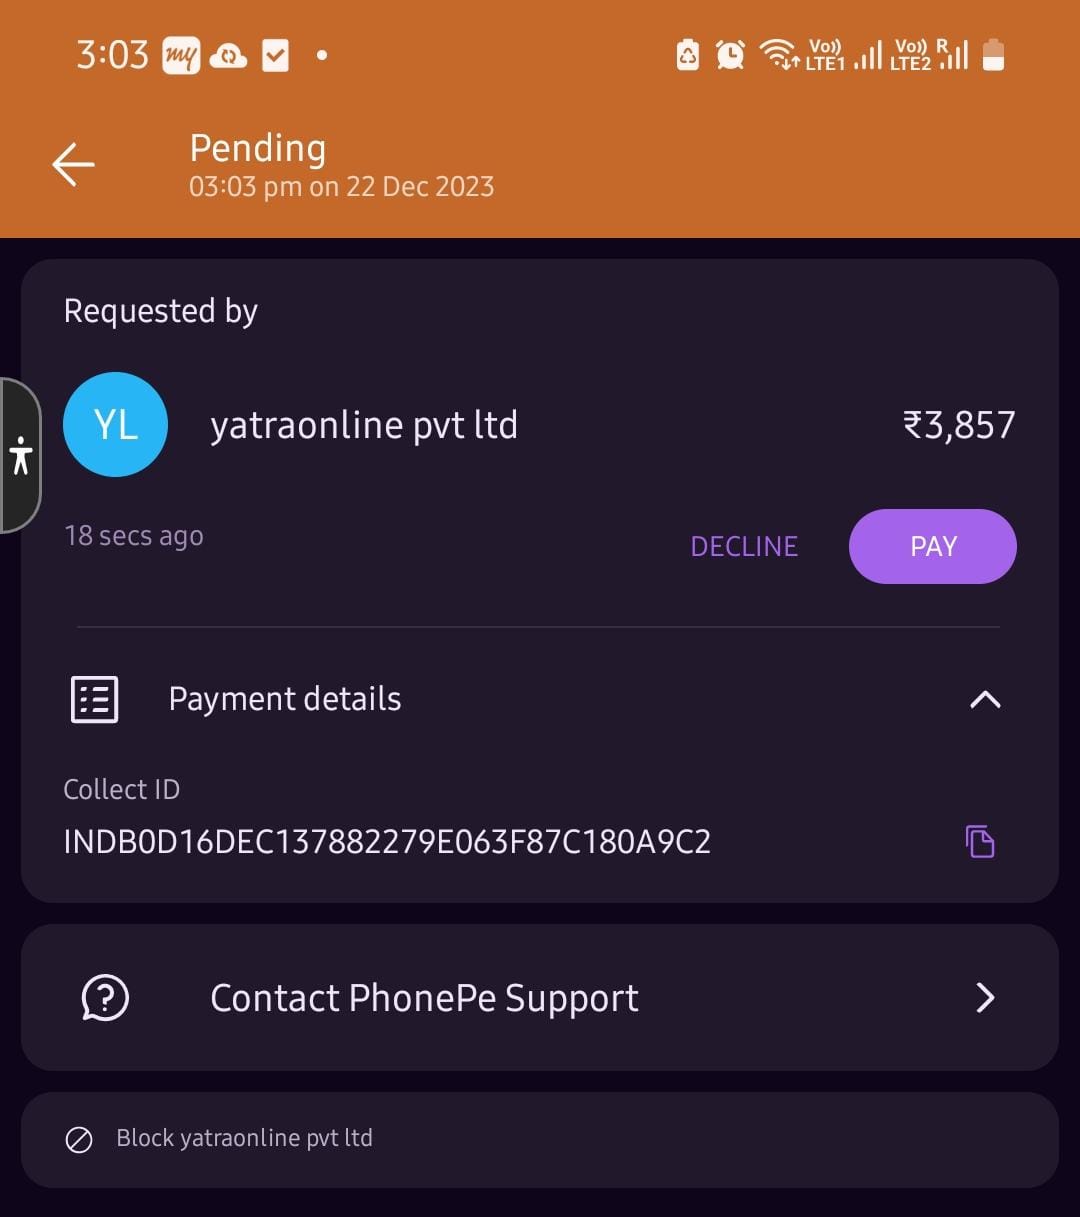 3:03 my Vo)) LTE1 Vo)) R LTE2
Pending
03:03 pm on 22 Dec 2023
Requested by
YL yatraonline pvt ltd ₹3,857
18 secs ago DECLINE PAY
Payment details
Collect ID
INDB0D16DEC137882279E063F87C180A9C2
Contact PhonePe Support
Block yatraonline pvt ltd